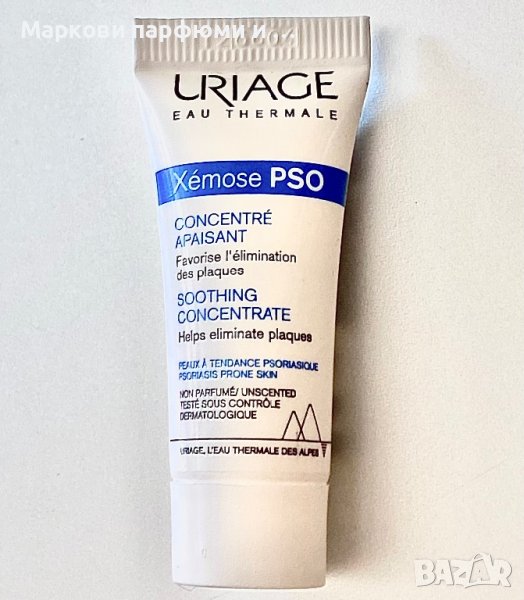 Маркови парфюми и ...
URIAGE
EAU THERMALE
Xémose PSO
CONCENTRÉ
APAISANT
Favorise l'élimination
des plaques
SOOTHING
CONCENTRATE
Helps eliminate plaques
PEAUX À TENDANCE PSORIASIQUE
PSORIASIS PRONE SKIN
NON PARFUMÉ/ UNSCENTED
TESTÉ SOUS CONTRÔLE
DERMATOLOGIQUE
URIAGE, L'EAU THERMALE DES ALPES
BAZAR